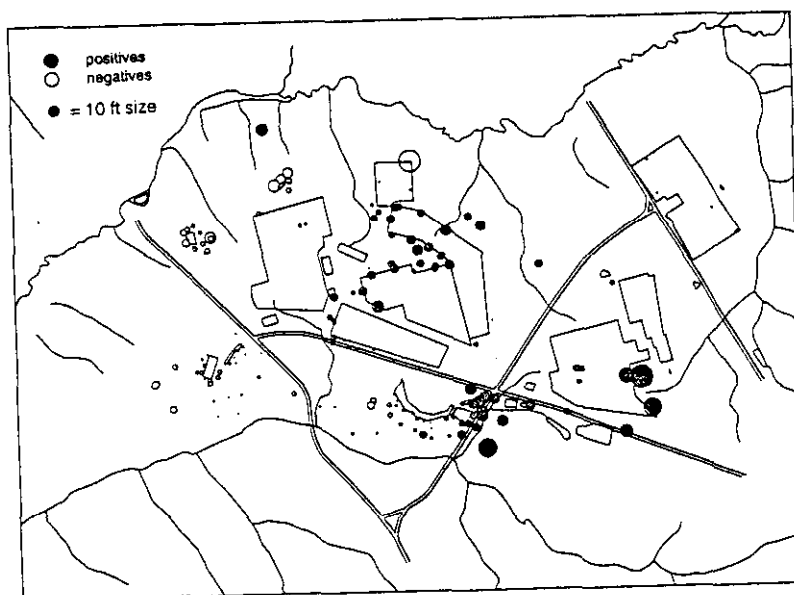 positives
negatives
= 10 ft size